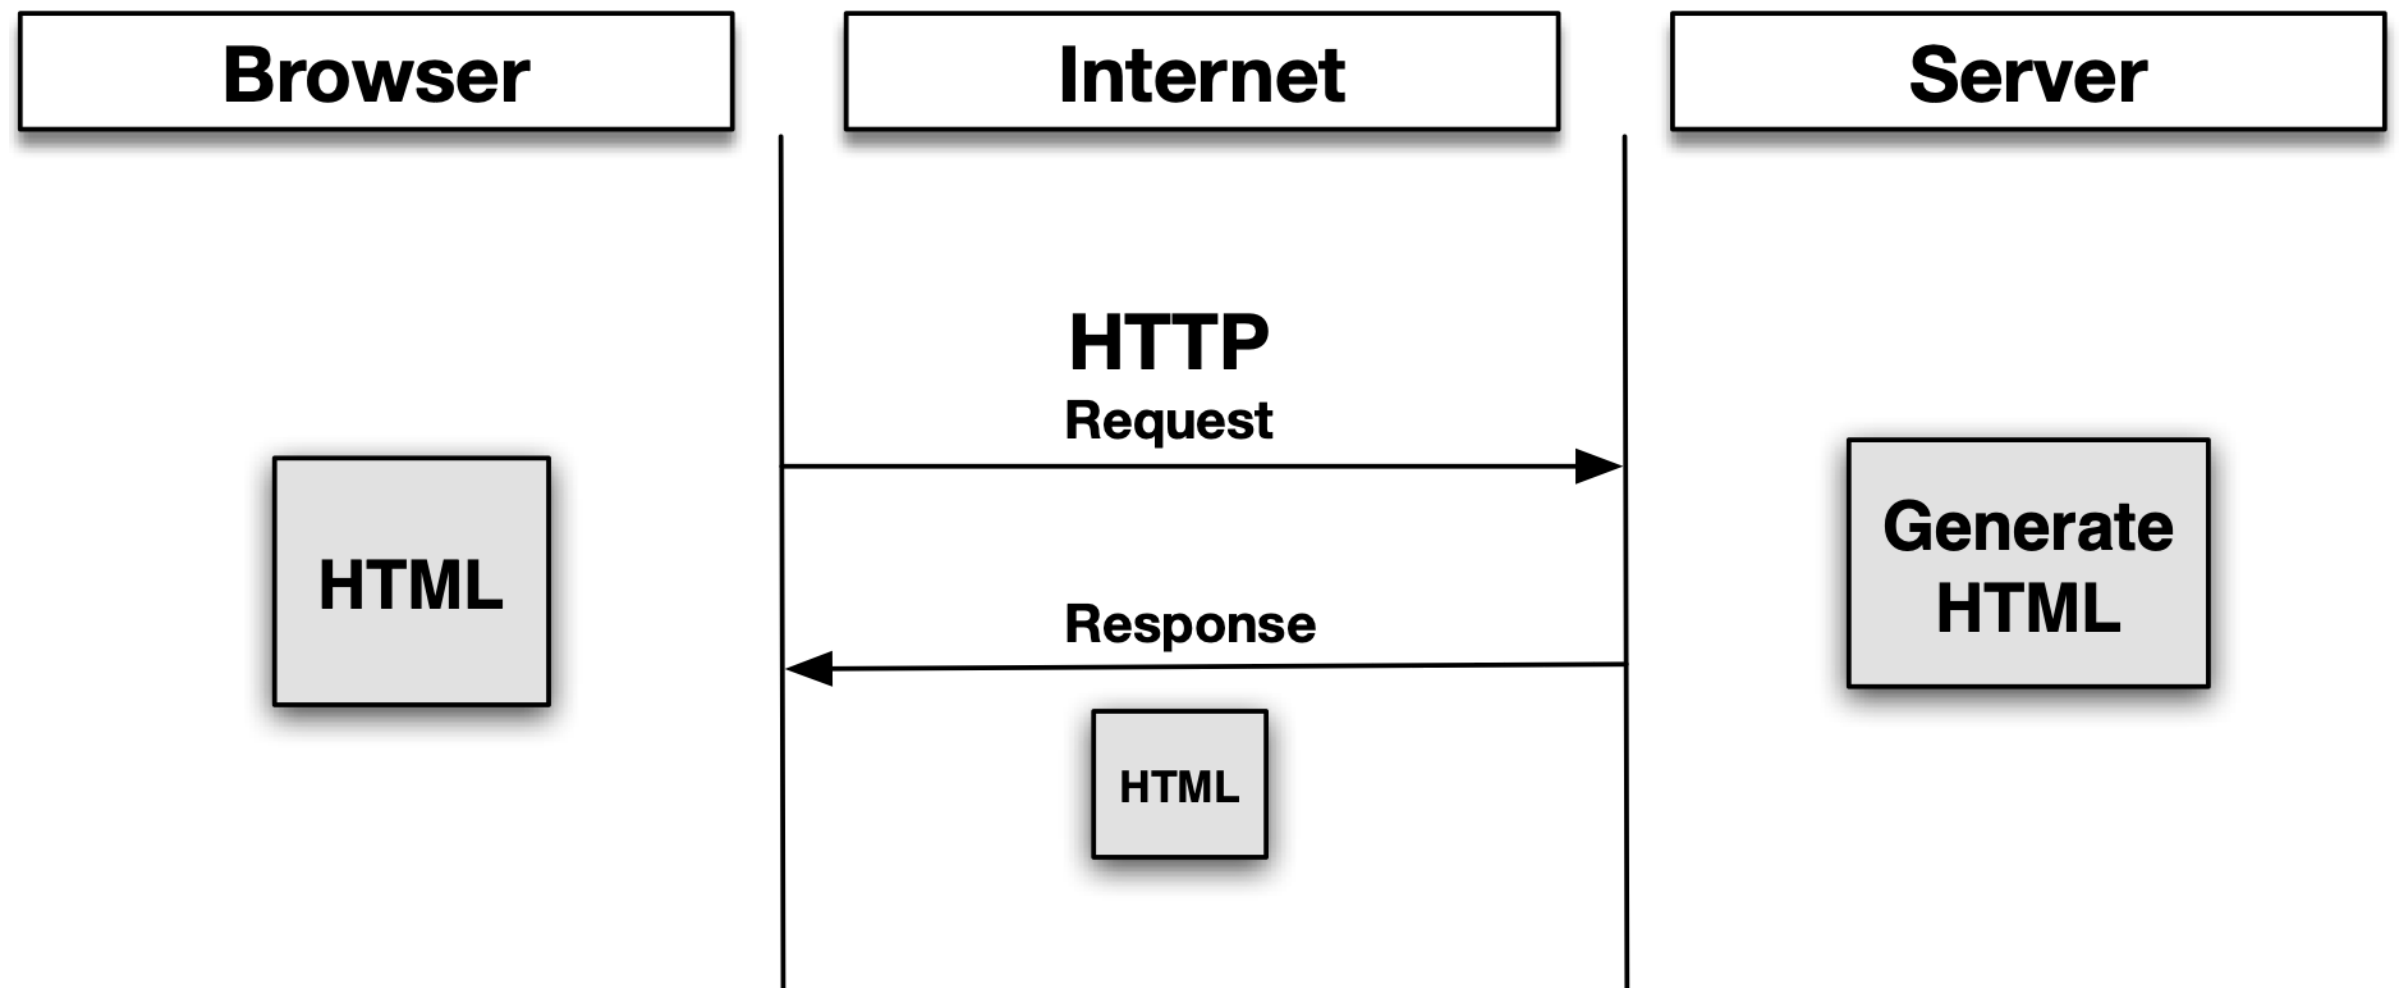 Browser
Internet
Server
HTTP
Request
HTML
Generate
HTML
Response
HTML